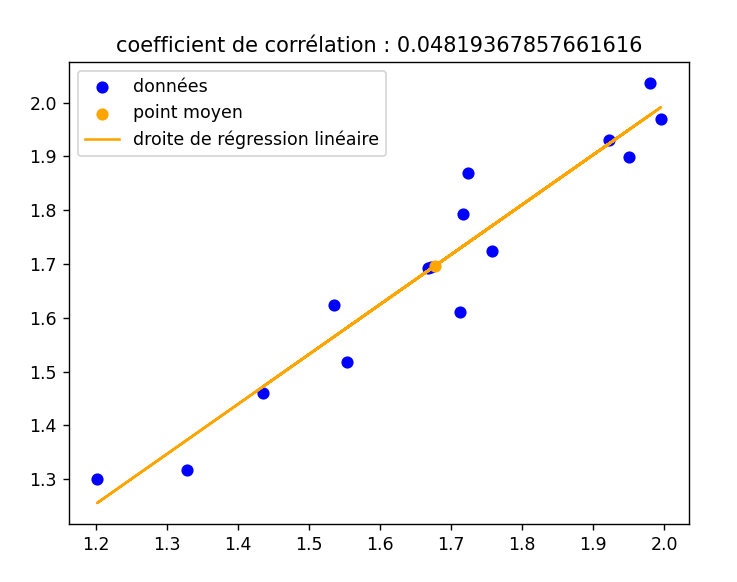 coefficient de corrélation : 0.04819367857661616
données
point moyen
droite de régression linéaire
2.0
1.9
1.8
1.7
1.6
1.5
1.4
1.3
1.2 1.3 1.4 1.5 1.6 1.7 1.8 1.9 2.0